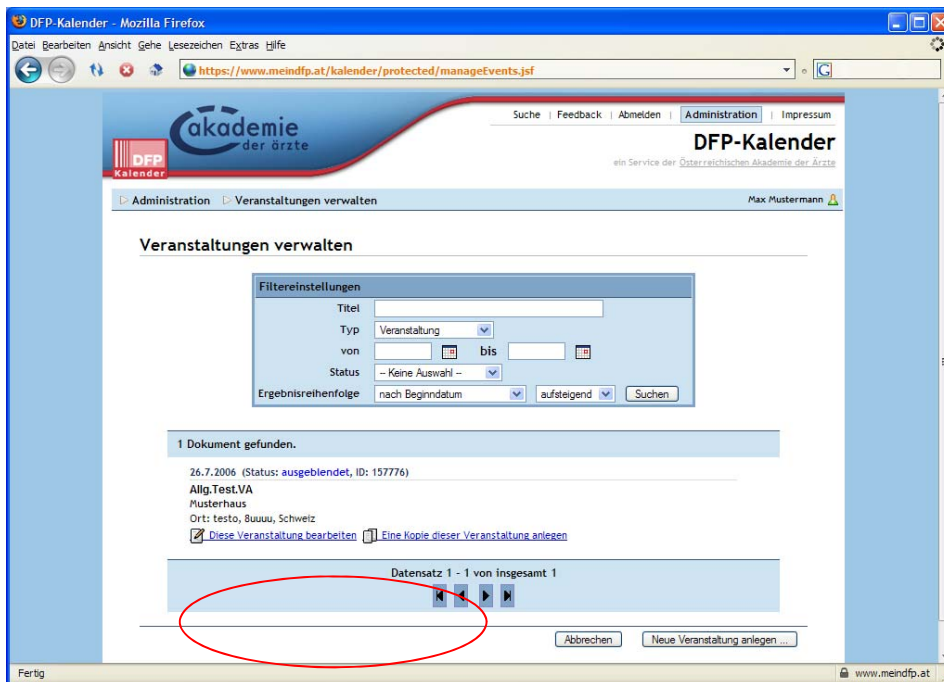 DFP-Kalender - Mozilla Firefox
Datei Bearbeiten Ansicht Gehe Lesezeichen Extras Hilfe
https://www.meindfp.at/kalender/protected/manageEvents.jsf
G
akademie
der ärzte
DFP
Kalender
Suche | Feedback | Abmelden | Administration | Impressum
DFP-Kalender
ein Service der Österreichischen Akademie der Ärzte
Administration Veranstaltungen verwalten
Max Mustermann
Veranstaltungen verwalten
Filtereinstellungen
Titel
Typ Veranstaltung
von bis
Status -- Keine Auswahl --
Ergebnisreihenfolge nach Beginndatum aufsteigend Suchen
1 Dokument gefunden.
26.7.2006 (Status: ausgeblendet, ID: 157776)
Allg.Test.VA
Musterhaus
Ort: testo, 8uuuu, Schweiz
Diese Veranstaltung bearbeiten Eine Kopie dieser Veranstaltung anlegen
Datensatz 1 - 1 von insgesamt 1
Abbrechen Neue Veranstaltung anlegen ...
Fertig www.meindfp.at